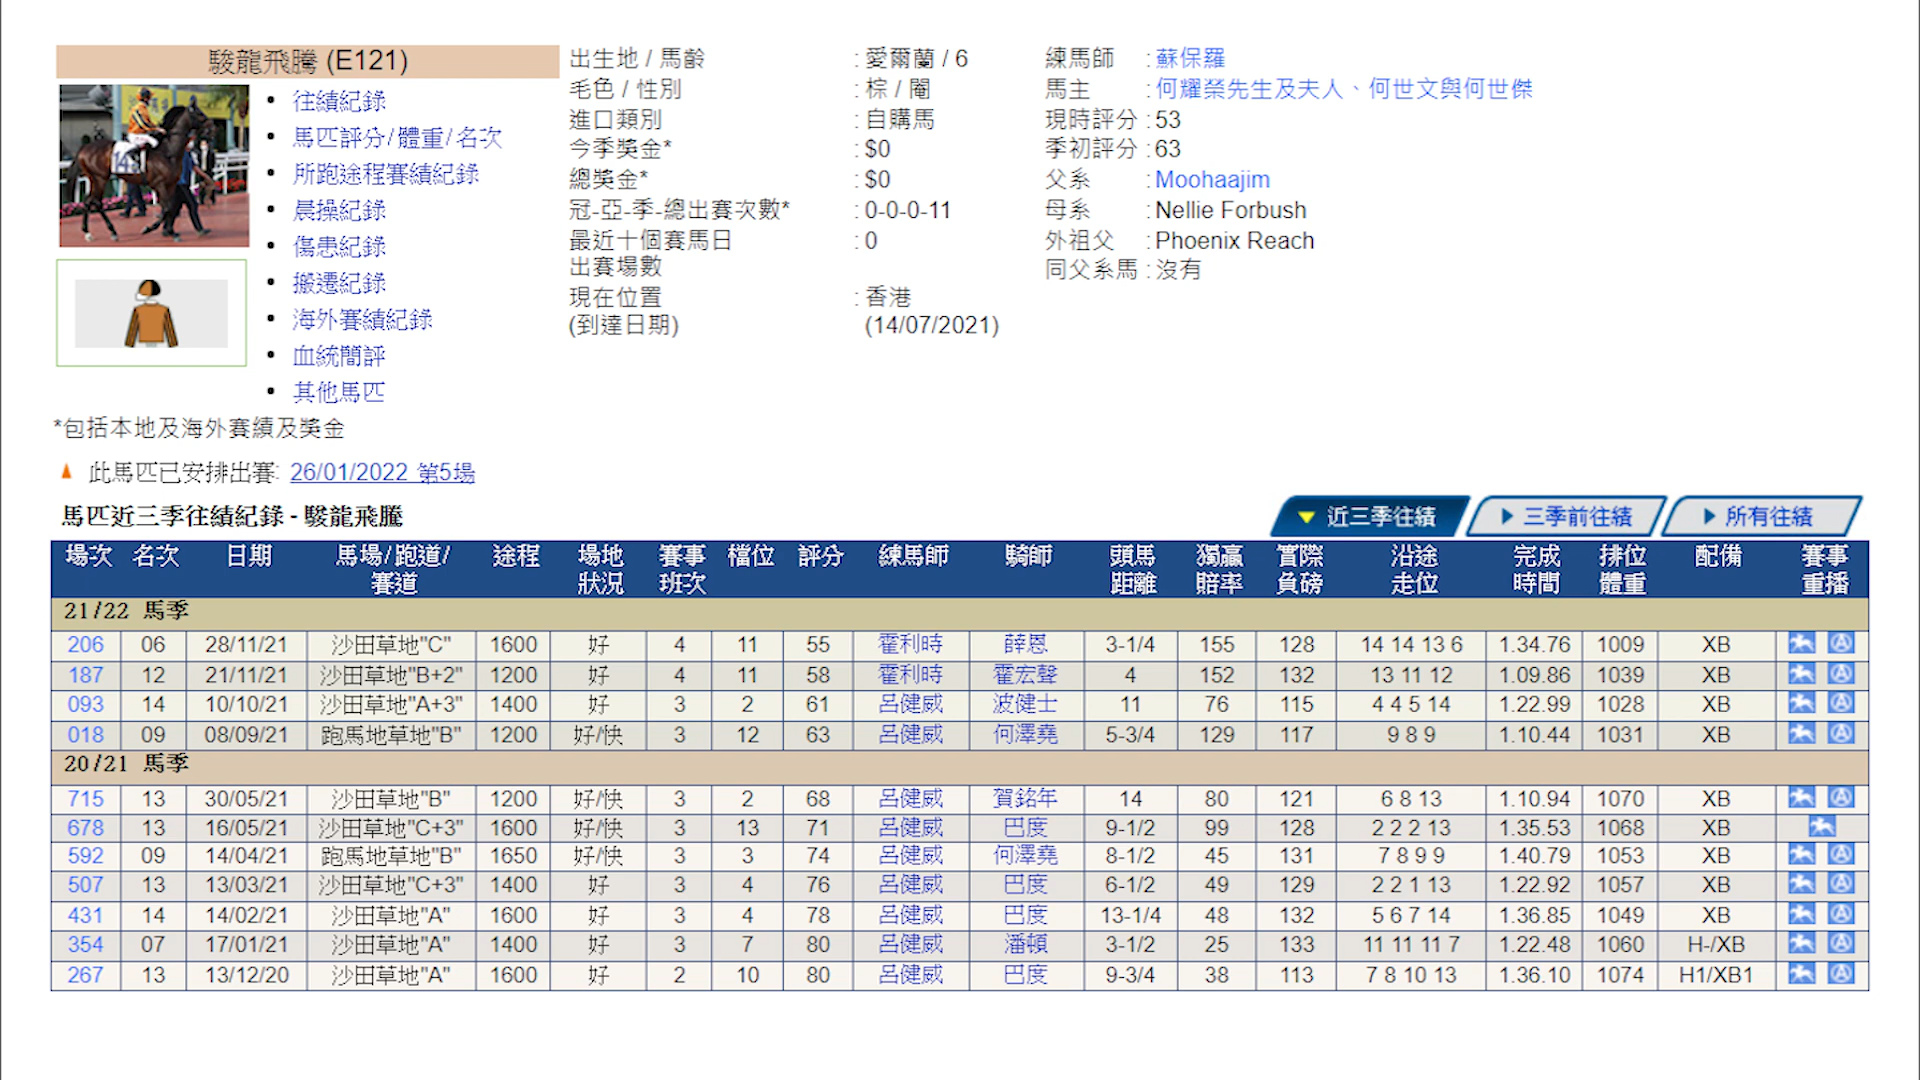 駿龍飛騰 (E121)
• 往績紀錄
• 馬匹評分/體重/名次
• 所跑途程賽績紀錄
• 晨操紀錄
• 傷患紀錄
• 搬遷紀錄
• 海外賽績紀錄
• 血統簡評
• 其他馬匹
出生地 / 馬齡 : 愛爾蘭 / 6
毛色 / 性別 : 棕 / 閹
進口類別 : 自購馬
今季獎金* : $0
總獎金* : $0
冠-亞-季-總出賽次數* : 0-0-0-11
最近十個賽馬日 : 0
出賽場數
現在位置 : 香港
(到達日期) (14/07/2021)
練馬師 : 蘇保羅
馬主 : 何耀榮先生及夫人、何世文與何世傑
現時評分 : 53
季初評分 : 63
父系 : Moohaajim
母系 : Nellie Forbush
外祖父 : Phoenix Reach
同父系馬 : 沒有
*包括本地及海外賽績及獎金
此馬匹已安排出賽: 26/01/2022 第5場
馬匹近三季往績紀錄 - 駿龍飛騰
近三季往績 三季前往績 所有往績
場次 名次 日期 馬場/跑道/賽道 途程 場地狀況 賽事班次 檔位 評分 練馬師 騎師 頭馬距離 獨贏賠率 實際負磅 沿途走位 完成時間 排位體重 配備 賽事重播
21/22 馬季
206 06 28/11/21 沙田草地"C" 1600 好 4 11 55 霍利時 薛恩 3-1/4 155 128 14 14 13 6 1.34.76 1009 XB
187 12 21/11/21 沙田草地"B+2" 1200 好 4 11 58 霍利時 霍宏聲 4 152 132 13 11 12 1.09.86 1039 XB
093 14 10/10/21 沙田草地"A+3" 1400 好 3 2 61 呂健威 波健士 11 76 115 4 4 5 14 1.22.99 1028 XB
018 09 08/09/21 跑馬地草地"B" 1200 好/快 3 12 63 呂健威 何澤堯 5-3/4 129 117 9 8 9 1.10.44 1031 XB
20/21 馬季
715 13 30/05/21 沙田草地"B" 1200 好/快 3 2 68 呂健威 賀銘年 14 80 121 6 8 13 1.10.94 1070 XB
678 13 16/05/21 沙田草地"C+3" 1600 好/快 3 13 71 呂健威 巴度 9-1/2 99 128 2 2 2 13 1.35.53 1068 XB
592 09 14/04/21 跑馬地草地"B" 1650 好/快 3 3 74 呂健威 何澤堯 8-1/2 45 131 7 8 9 9 1.40.79 1053 XB
507 13 13/03/21 沙田草地"C+3" 1400 好 3 4 76 呂健威 巴度 6-1/2 49 129 2 2 1 13 1.22.92 1057 XB
431 14 14/02/21 沙田草地"A" 1600 好 3 4 78 呂健威 巴度 13-1/4 48 132 5 6 7 14 1.36.85 1049 XB
354 07 17/01/21 沙田草地"A" 1400 好 3 7 80 呂健威 潘頓 3-1/2 25 133 11 11 11 7 1.22.48 1060 H-/XB
267 13 13/12/20 沙田草地"A" 1600 好 2 10 80 呂健威 巴度 9-3/4 38 113 7 8 10 13 1.36.10 1074 H1/XB1